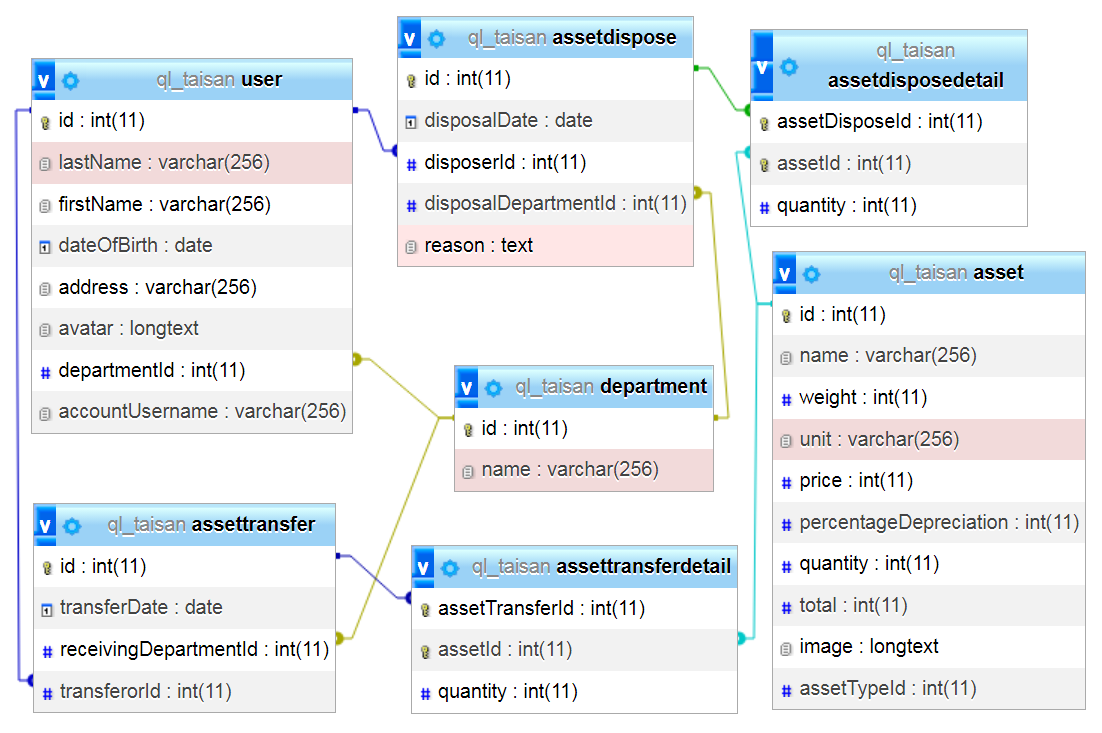 v ql_taisan user
id : int(11)
lastName : varchar(256)
firstName : varchar(256)
dateOfBirth : date
address : varchar(256)
avatar : longtext
departmentId : int(11)
accountUsername : varchar(256)
v ql_taisan assetdispose
id : int(11)
disposalDate : date
disposerId : int(11)
disposalDepartmentId : int(11)
reason : text
v ql_taisan
assetdisposedetail
assetDisposeId : int(11)
assetId : int(11)
quantity : int(11)
v ql_taisan asset
id : int(11)
name : varchar(256)
weight : int(11)
unit : varchar(256)
price : int(11)
percentageDepreciation : int(11)
quantity : int(11)
total : int(11)
image : longtext
assetTypeId : int(11)
v ql_taisan department
id : int(11)
name : varchar(256)
v ql_taisan assettransfer
id : int(11)
transferDate : date
receivingDepartmentId : int(11)
transferorId : int(11)
v ql_taisan assettransferdetail
assetTransferId : int(11)
assetId : int(11)
quantity : int(11)